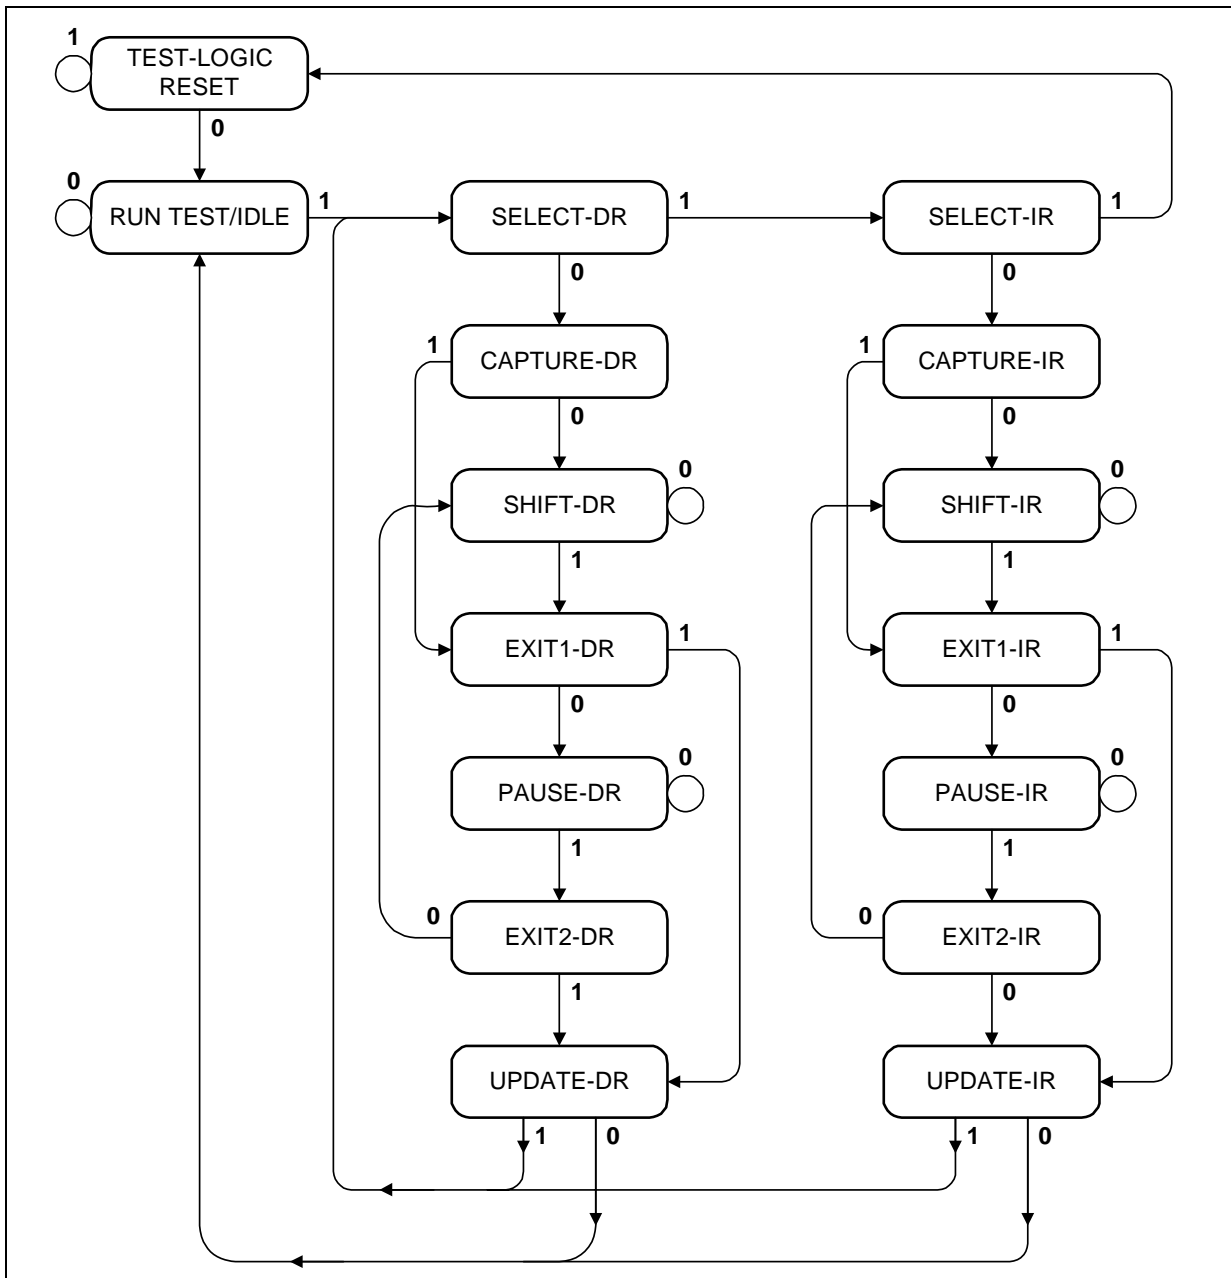 1
TEST-LOGIC
RESET
0
0
RUN TEST/IDLE
1
SELECT-DR
1
SELECT-IR
1
0
0
1
CAPTURE-DR
1
CAPTURE-IR
0
0
0
0
SHIFT-DR
SHIFT-IR
1
1
EXIT1-DR
1
EXIT1-IR
1
0
0
0
0
PAUSE-DR
PAUSE-IR
1
1
0
EXIT2-DR
0
EXIT2-IR
1
0
UPDATE-DR
UPDATE-IR
1
0
1
0